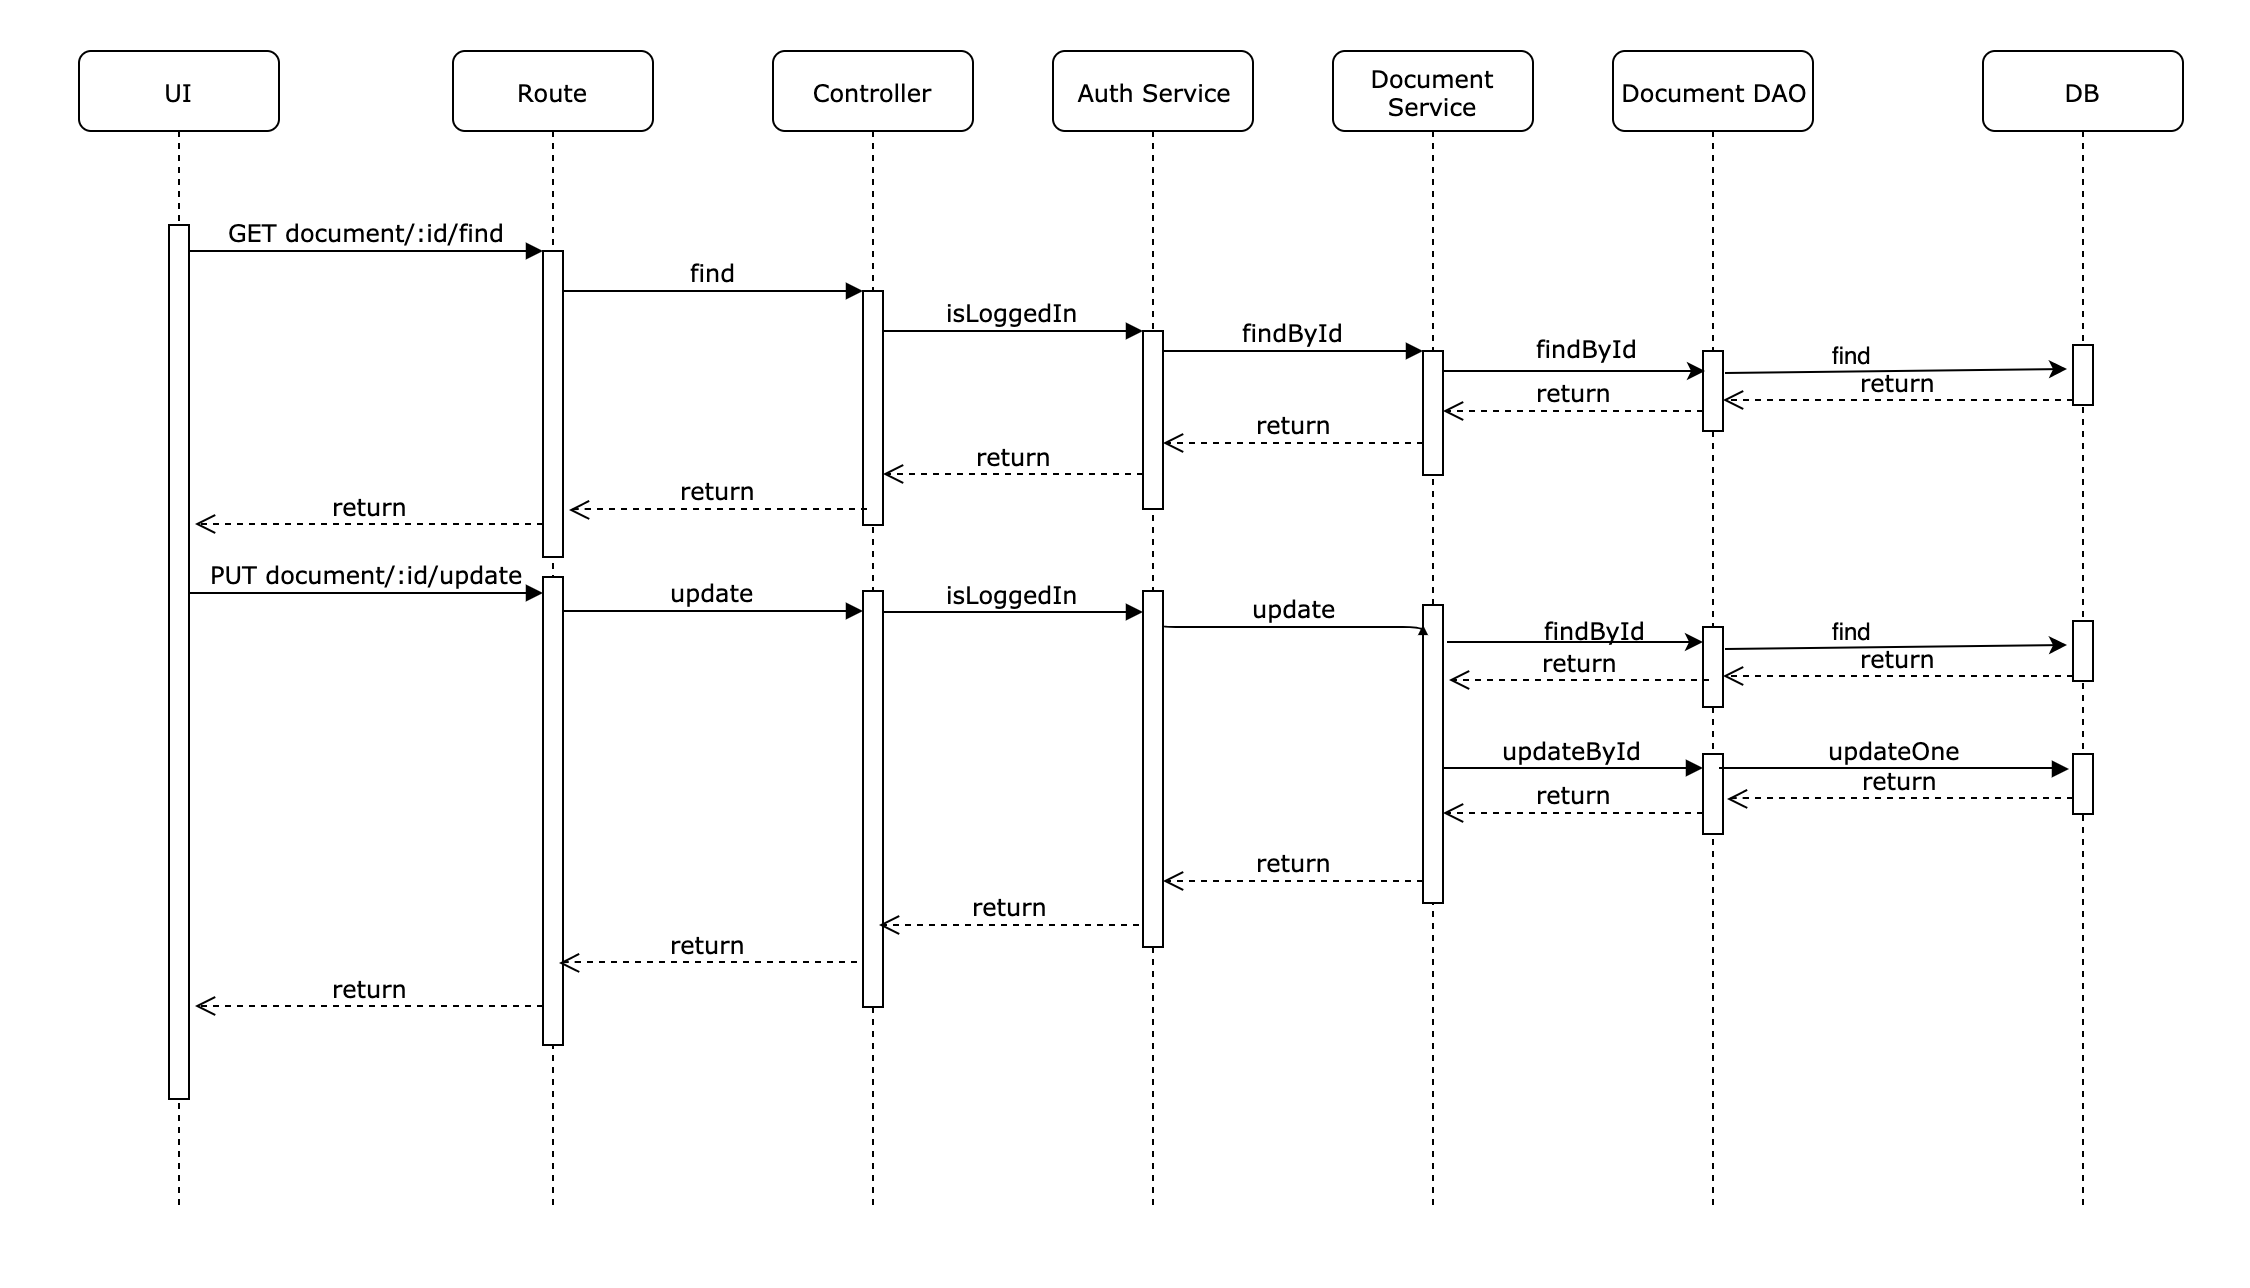 UI
Route
Controller
Auth Service
Document
Service
Document DAO
DB
GET document/:id/find
find
isLoggedIn
findById
findById
find
return
return
return
return
return
return
PUT document/:id/update
update
isLoggedIn
update
findById
find
return
return
updateById
updateOne
return
return
return
return
return
return